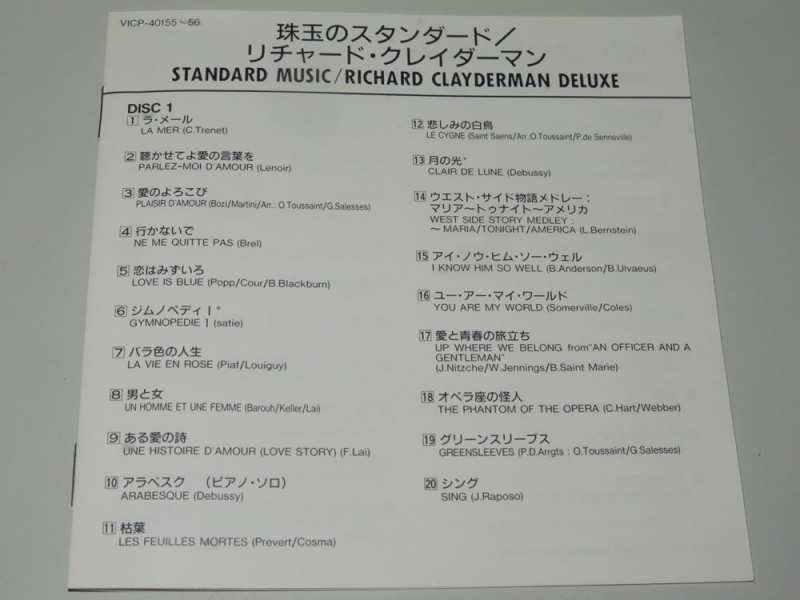 VICP-40155〜56
珠玉のスタンダード／
リチャード・クレイダーマン
STANDARD MUSIC/RICHARD CLAYDERMAN DELUXE
DISC 1
1 ラ・メール
LA MER (C.Trenet)
2 聴かせてよ愛の言葉を
PARLEZ-MOI D'AMOUR (Lenoir)
3 愛のよろこび
PLAISIR D'AMOUR (Bozi/Martini/Arr.: O.Toussaint/G.Salesses)
4 行かないで
NE ME QUITTE PAS (Brel)
5 恋はみずいろ
LOVE IS BLUE (Popp/Cour/B.Blackburn)
6 ジムノペディ I*
GYMNOPEDIE 1 (satie)
7 バラ色の人生
LA VIE EN ROSE (Piaf/Louiguy)
8 男と女
UN HOMME ET UNE FEMME (Barouh/Keller/Lai)
9 ある愛の詩
UNE HISTOIRE D'AMOUR (LOVE STORY) (F.Lai)
10 アラベスク （ピアノ・ソロ）
ARABESQUE (Debussy)
11 枯葉
LES FEUILLES MORTES (Prevert/Cosma)
12 悲しみの白鳥
LE CYGNE (Saint Saens/Arr.:O.Toussaint/P.de Senneville)
13 月の光*
CLAIR DE LUNE (Debussy)
14 ウエスト・サイド物語メドレー：
マリア〜トゥナイト〜アメリカ
WEST SIDE STORY MEDLEY :
〜 MARIA/TONIGHT/AMERICA (L.Bernstein)
15 アイ・ノウ・ヒム・ソー・ウェル
I KNOW HIM SO WELL (B.Anderson/B.Ulvaeus)
16 ユー・アー・マイ・ワールド
YOU ARE MY WORLD (Somerville/Coles)
17 愛と青春の旅立ち
UP WHERE WE BELONG from"AN OFFICER AND A
GENTLEMAN"
(J.Nitzche/W.Jennings/B.Saint Marie)
18 オペラ座の怪人
THE PHANTOM OF THE OPERA (C.Hart/Webber)
19 グリーンスリーブス
GREENSLEEVES (P.D.Arrgts : O.Toussaint/G.Salesses)
20 シング
SING (J.Raposo)